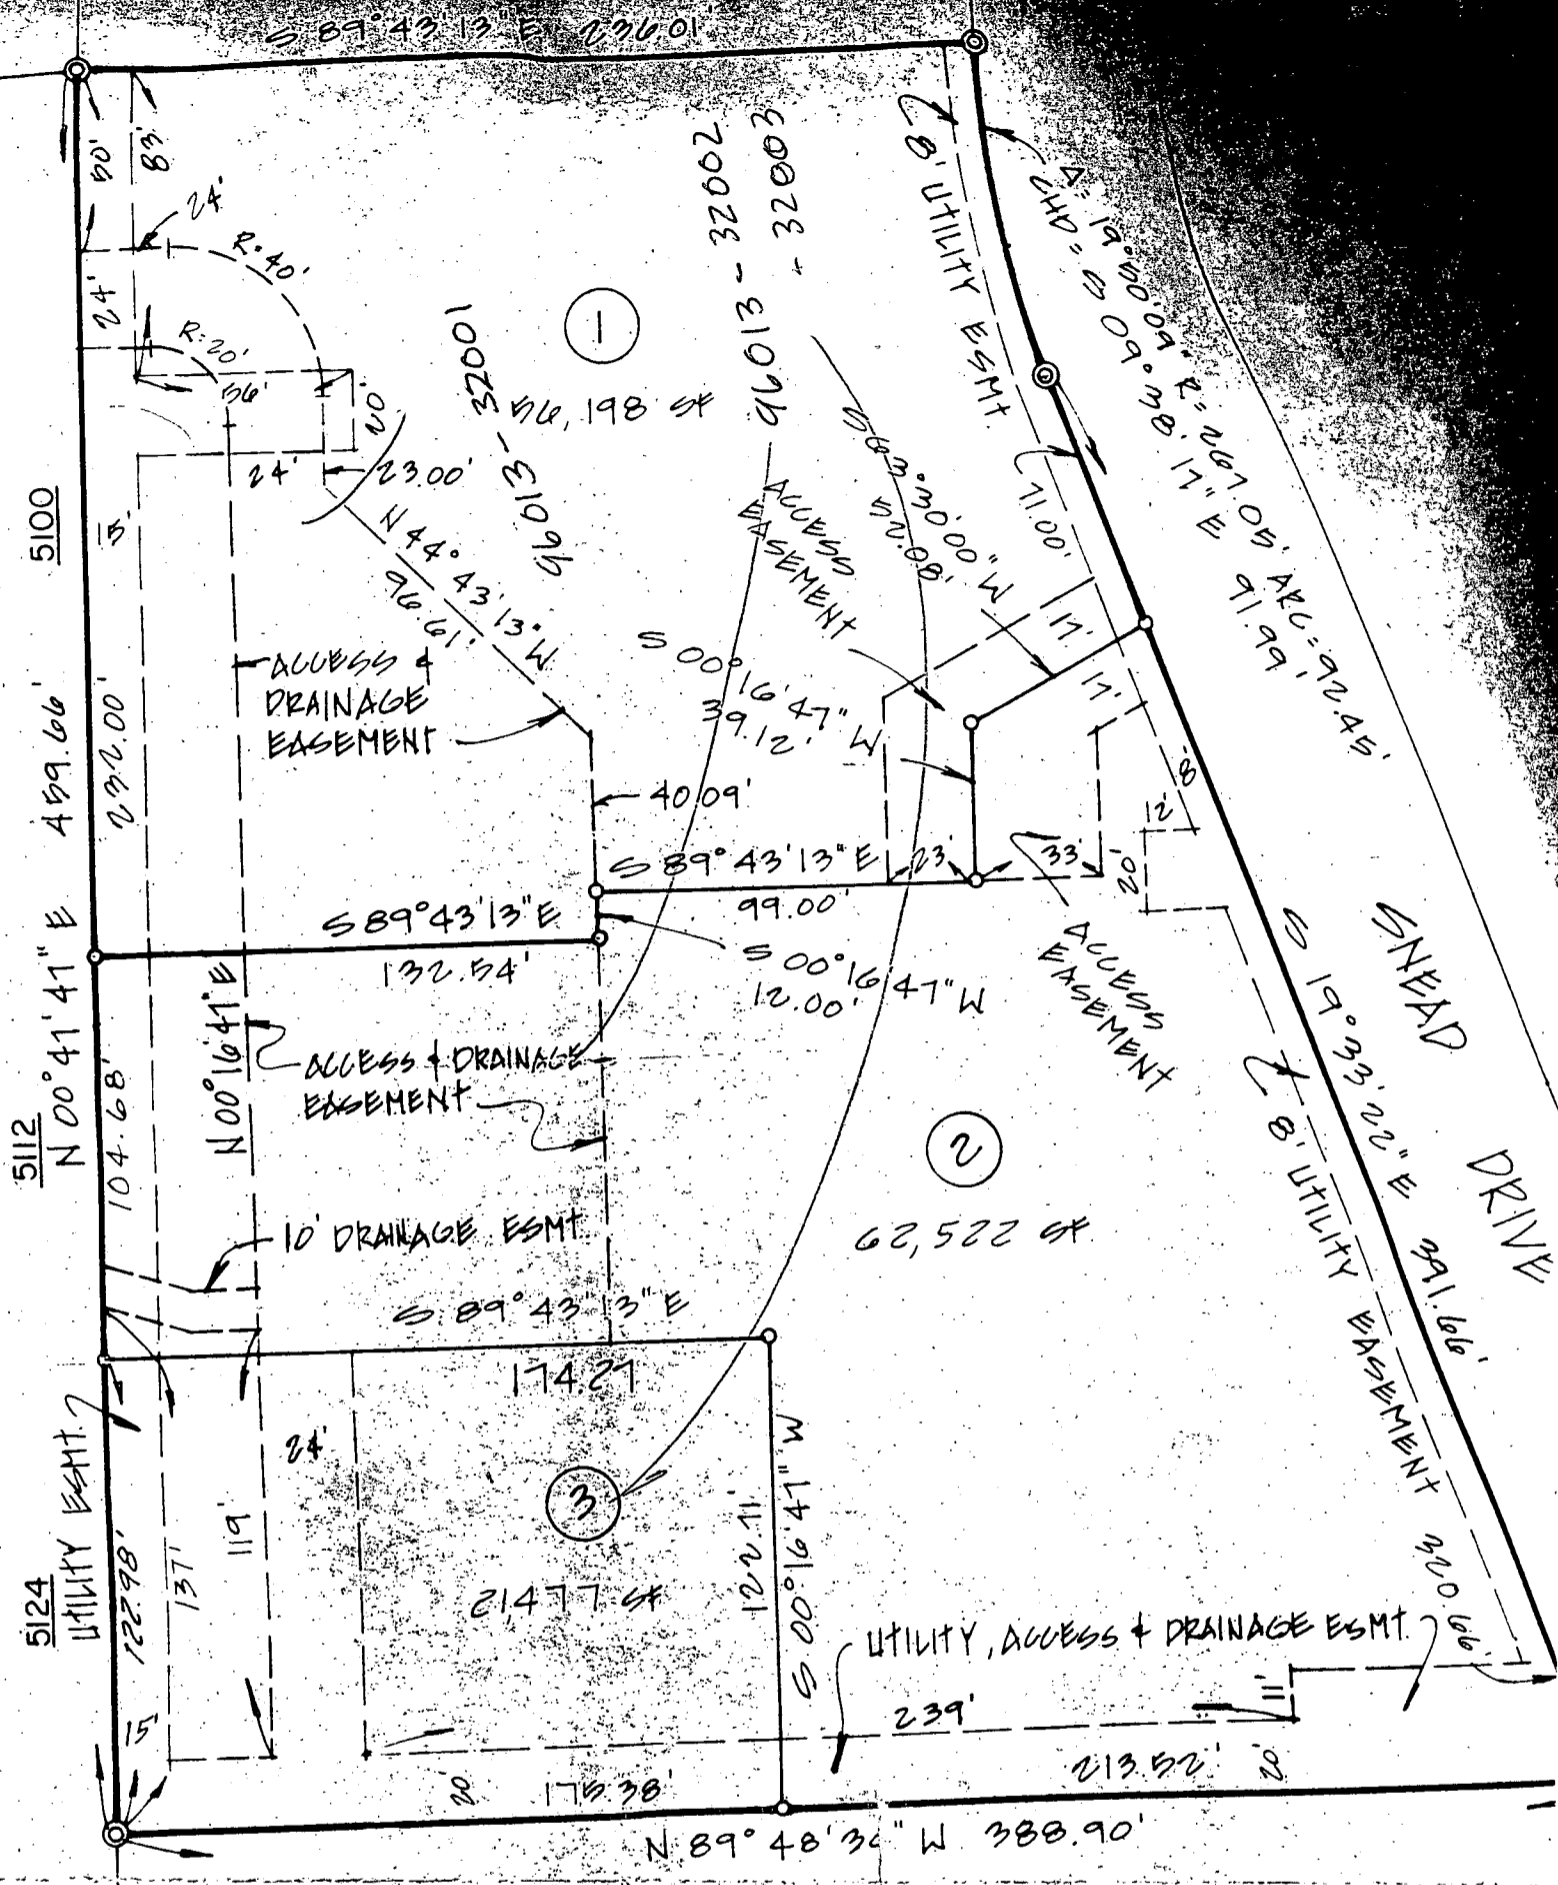 S 89°43'13" E 236.01'
50'
83'
24'
R=40'
24'
R=20'
56'
20'
24'
23.00'
1
56,198 SF
96013-32001
96013-32002
-32003
8' UTILITY ESMT.
Δ=19°50'09" R=267.05' ARC=92.45'
CHD=S 09°38'17" E 91.99'
71.00'
5100
15'
N 44°43'13" W
96.61'
ACCESS &
DRAINAGE
EASEMENT
ACCESS
EASEMENT
52.08'
S 00°16'47" W
39.12'
17'
17'
232.00'
N 00°41'41" E 459.66'
40.09'
S 89°43'13" E
23'
33'
99.00'
8'
12'
20'
S 89°43'13" E
132.54'
S 00°16'47" W
12.00'
ACCESS
EASEMENT
N 00°16'47" E
ACCESS & DRAINAGE
EASEMENT
SNEAD
DRIVE
S 19°33'22" E 391.66'
8' UTILITY EASEMENT 320.66'
5112
104.68'
2
62,522 SF
10' DRAINAGE ESMT.
S 89°43'13" E
174.27
24'
3
21,477 SF
122.71'
S 00°16'47" W
5124
UTILITY ESMT.
122.98'
137'
119'
15'
UTILITY, ACCESS & DRAINAGE ESMT.
11'
239'
20'
175.38'
213.52'
20'
W 388.90'